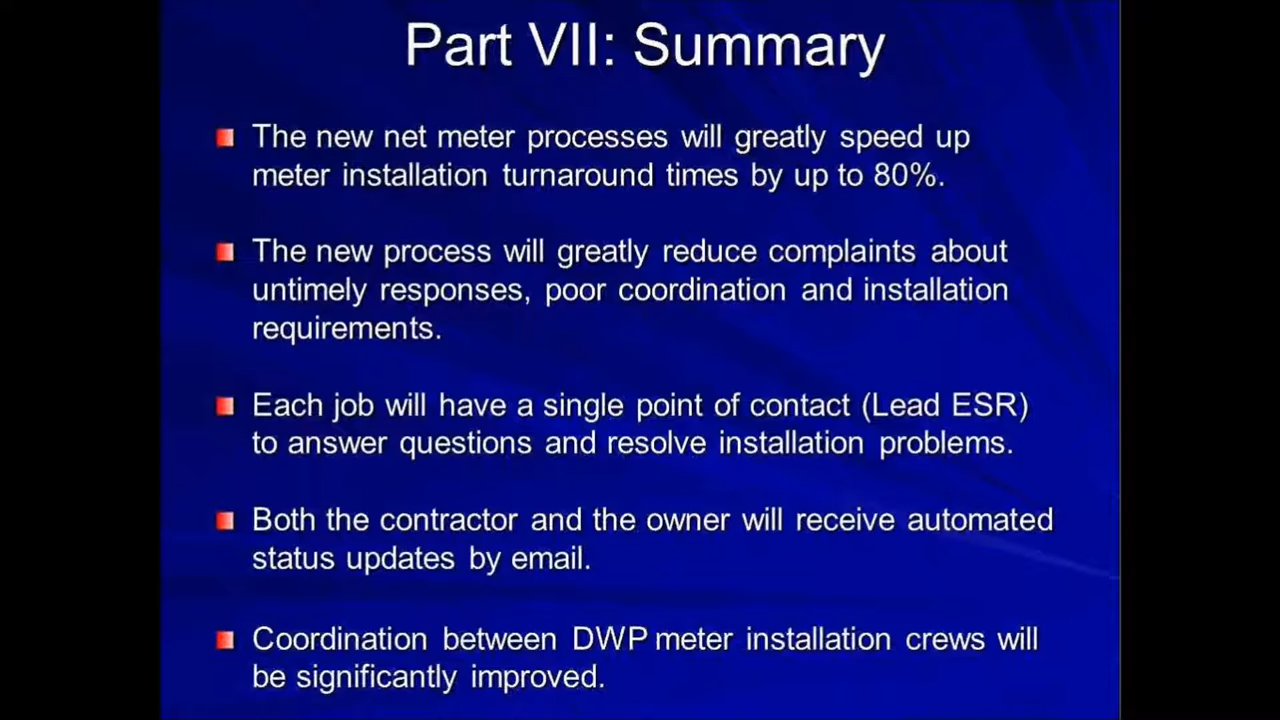 Part VII: Summary
The new net meter processes will greatly speed up
meter installation turnaround times by up to 80%.
The new process will greatly reduce complaints about
untimely responses, poor coordination and installation
requirements.
Each job will have a single point of contact (Lead ESR)
to answer questions and resolve installation problems.
Both the contractor and the owner will receive automated
status updates by email.
Coordination between DWP meter installation crews will
be significantly improved.